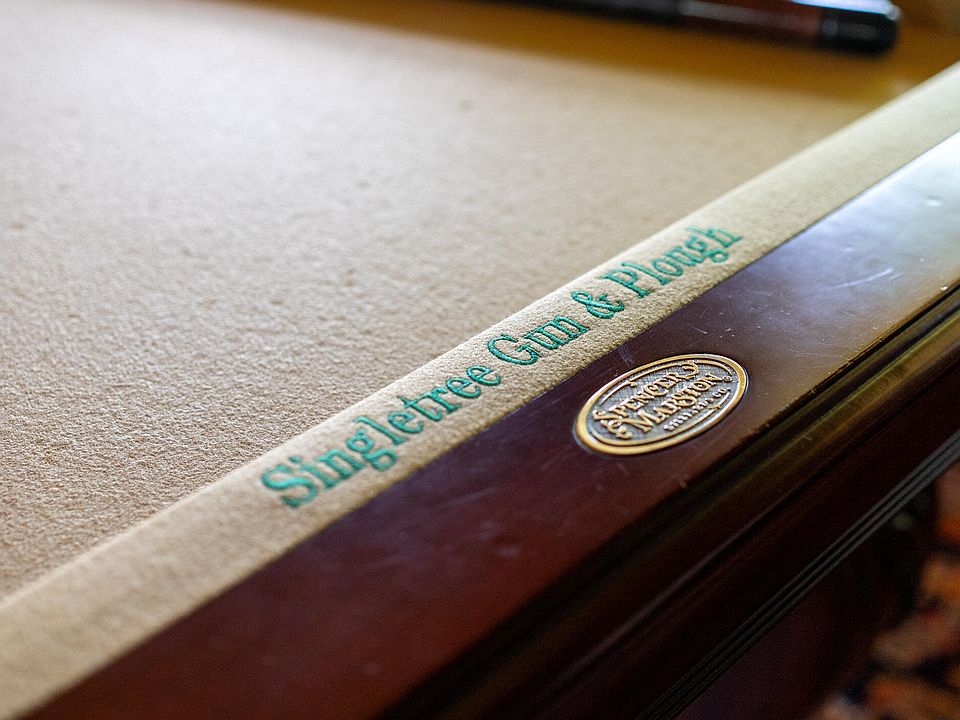 Singletree Gun & Plough
SPENCER
MARSTON